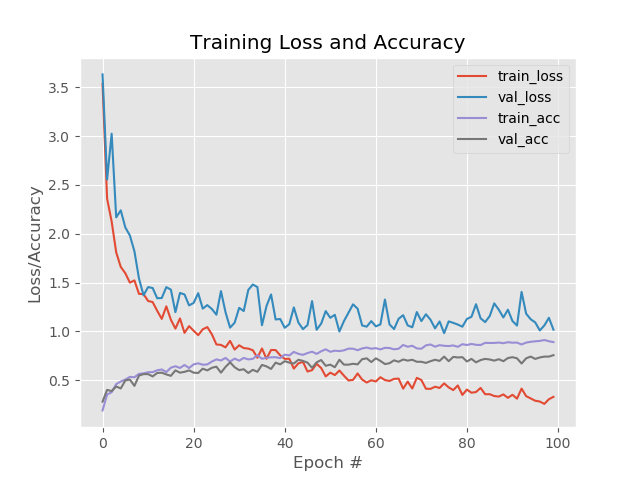 Training Loss and Accuracy
train_loss
val_loss
train_acc
val_acc
Loss/Accuracy
3.5
3.0
2.5
2.0
1.5
1.0
0.5
0 20 40 60 80 100
Epoch #